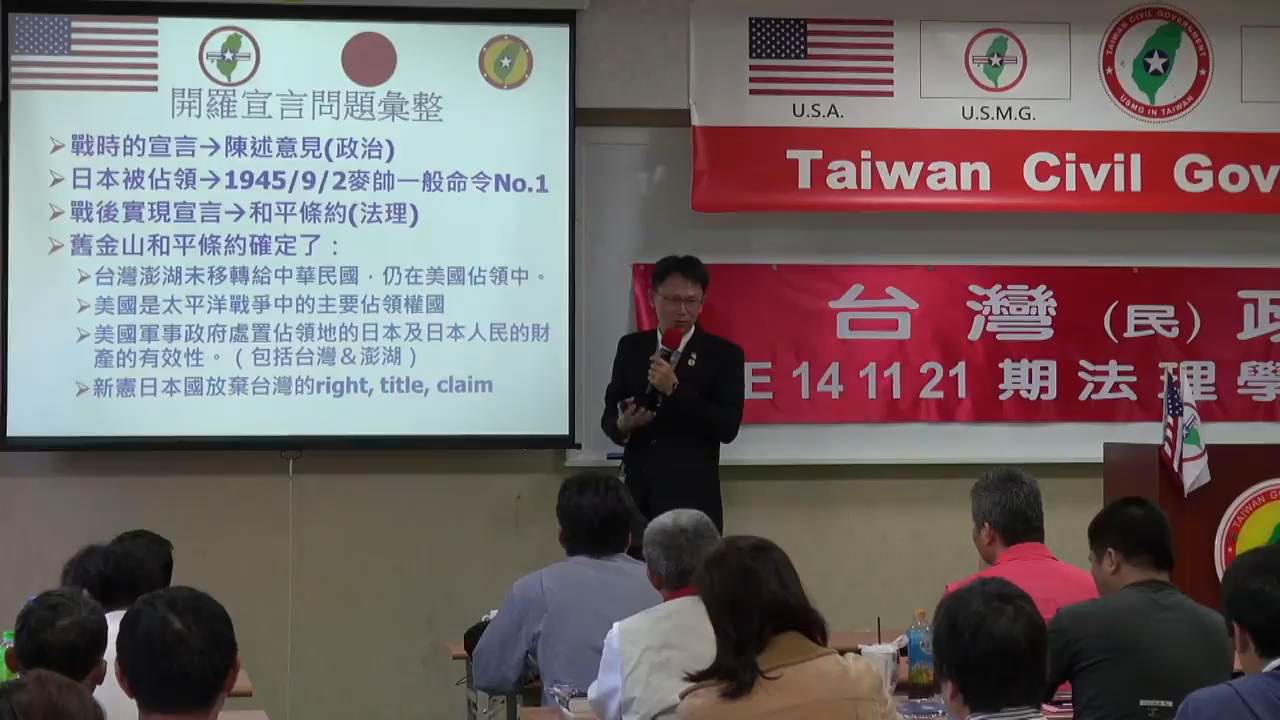 開羅宣言問題彙整
➢戰時的宣言→陳述意見(政治)
➢日本被佔領→1945/9/2麥帥一般命令No.1
➢戰後實現宣言→和平條約(法理)
➢舊金山和平條約確定了：
➢台灣澎湖未移轉給中華民國，仍在美國佔領中。
➢美國是太平洋戰爭中的主要佔領權國
➢美國軍事政府處置佔領地的日本及日本人民的財
產的有效性。（包括台灣＆澎湖）
➢新憲日本國放棄台灣的right, title, claim
U.S.A.
U.S.M.G.
TAIWAN CIVIL GOVERNMENT
USMG IN TAIWAN
Taiwan Civil Gov
台灣（民）政
E 14 11 21 期法理學
TAIWAN